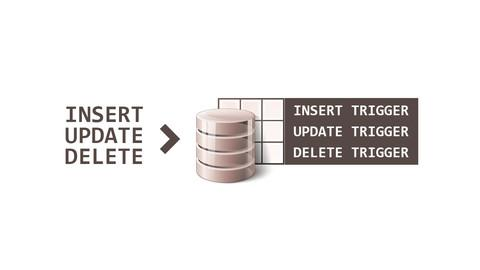 INSERT
UPDATE
DELETE
INSERT TRIGGER
UPDATE TRIGGER
DELETE TRIGGER